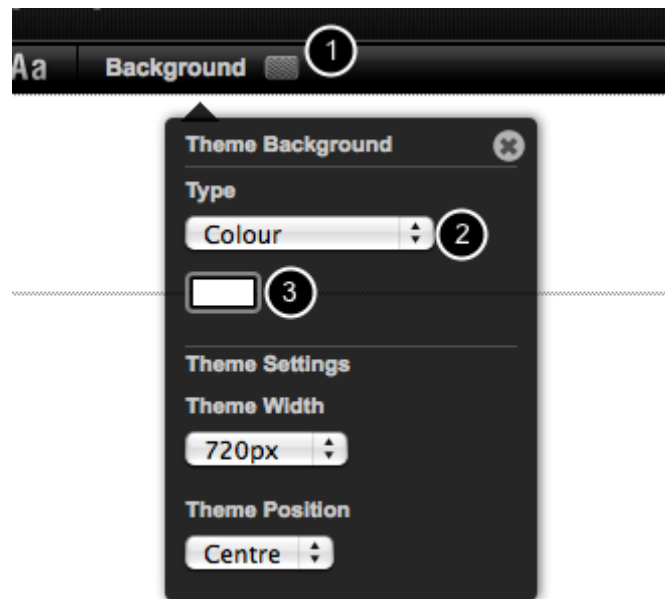 Aa Background 1
Theme Background
Type
Colour 2
3
Theme Settings
Theme Width
720px
Theme Position
Centre